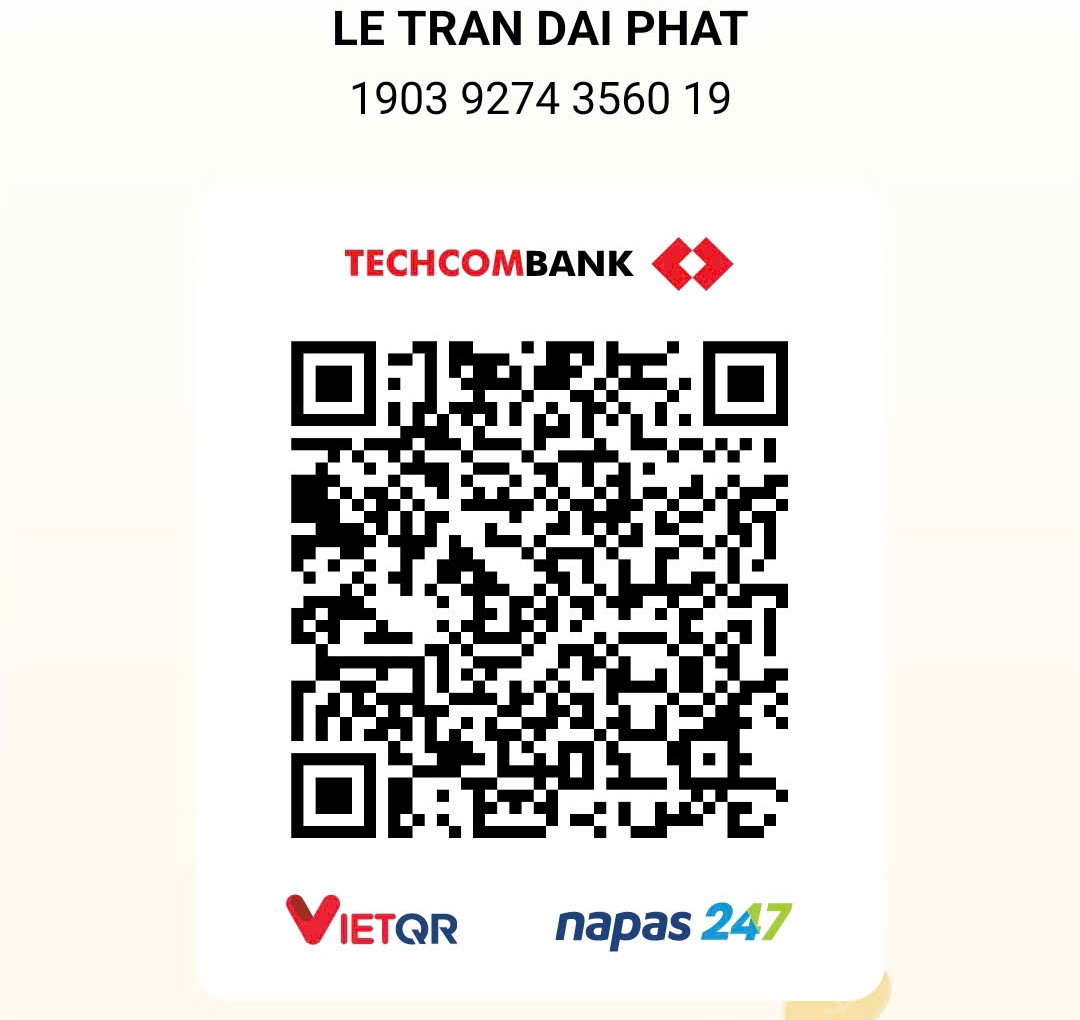 LE TRAN DAI PHAT
1903 9274 3560 19
TECHCOMBANK
VIETQR
napas 247